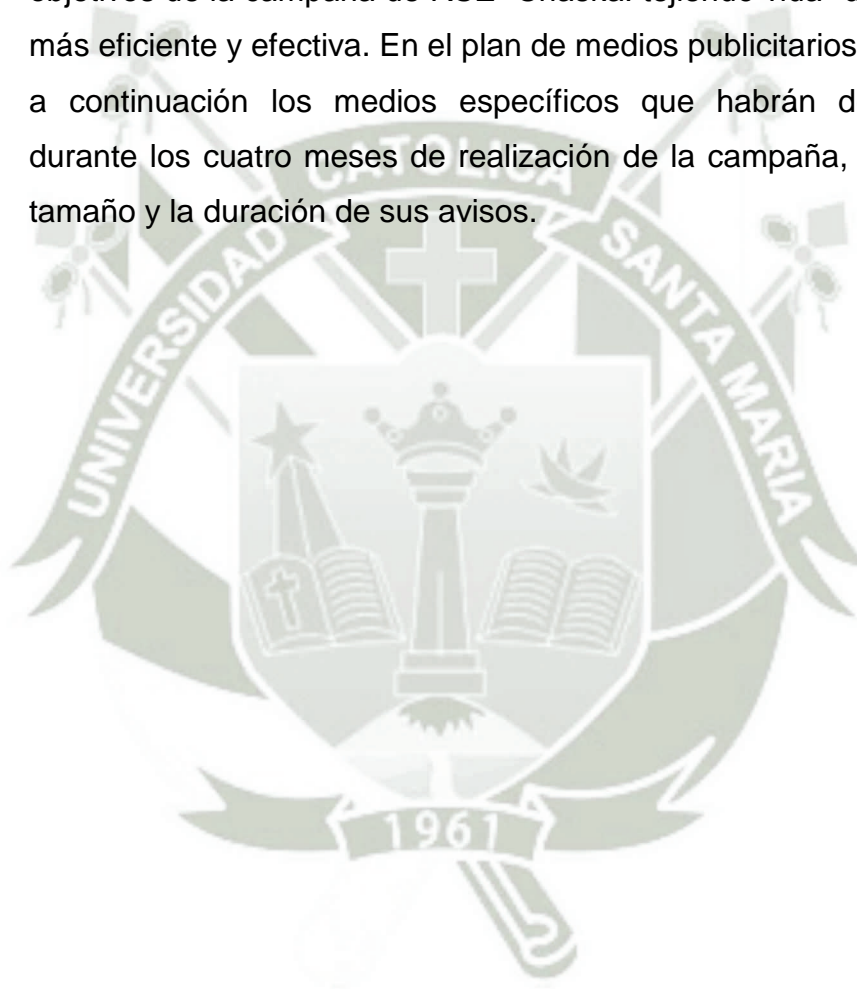 más eficiente y efectiva. En el plan de medios publicitarios
a continuación los medios específicos que habrán d
durante los cuatro meses de realización de la campaña,
tamaño y la duración de sus avisos.
CATOLICA
UNIVERSIDAD
SANTA MARIA
1961